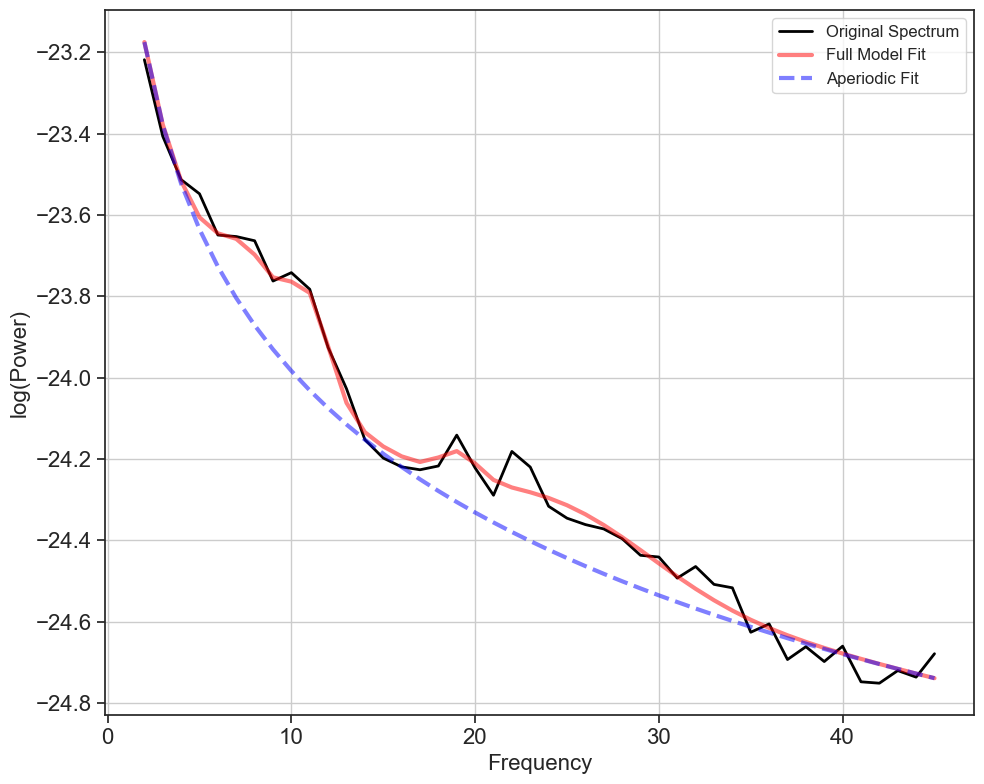 Original Spectrum
Full Model Fit
Aperiodic Fit
−23.2
−23.4
−23.6
−23.8
−24.0
−24.2
−24.4
−24.6
−24.8
log(Power)
0 10 20 30 40
Frequency